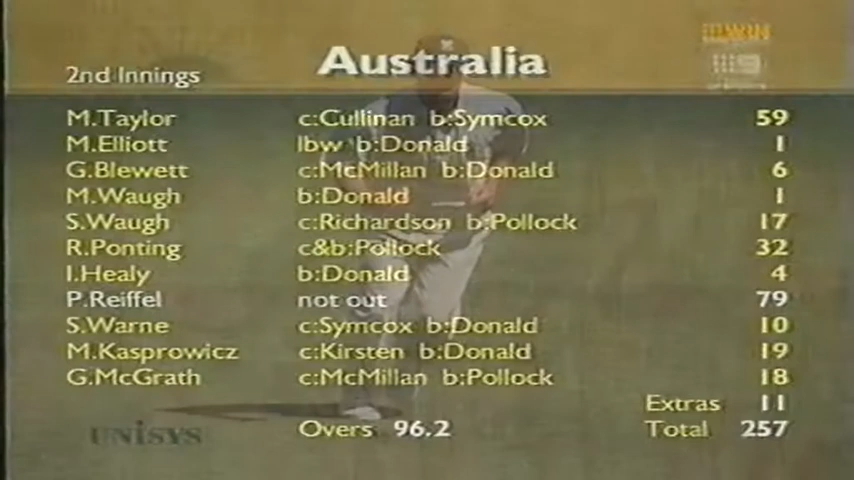 Australia
2nd Innings
M.Taylor c:Cullinan b:Symcox 59
M.Elliott lbw b:Donald 1
G.Blewett c:McMillan b:Donald 6
M.Waugh b:Donald 1
S.Waugh c:Richardson b:Pollock 17
R.Ponting c&b:Pollock 32
I.Healy b:Donald 4
P.Reiffel not out 79
S.Warne c:Symcox b:Donald 10
M.Kasprowicz c:Kirsten b:Donald 19
G.McGrath c:McMillan b:Pollock 18
Extras 11
UNISYS Overs 96.2 Total 257